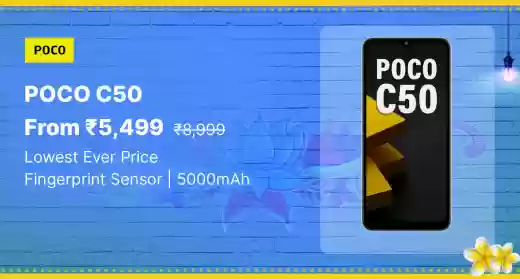 POCO
POCO C50
From ₹5,499 ₹8,999
Lowest Ever Price
Fingerprint Sensor | 5000mAh
POCO
C50